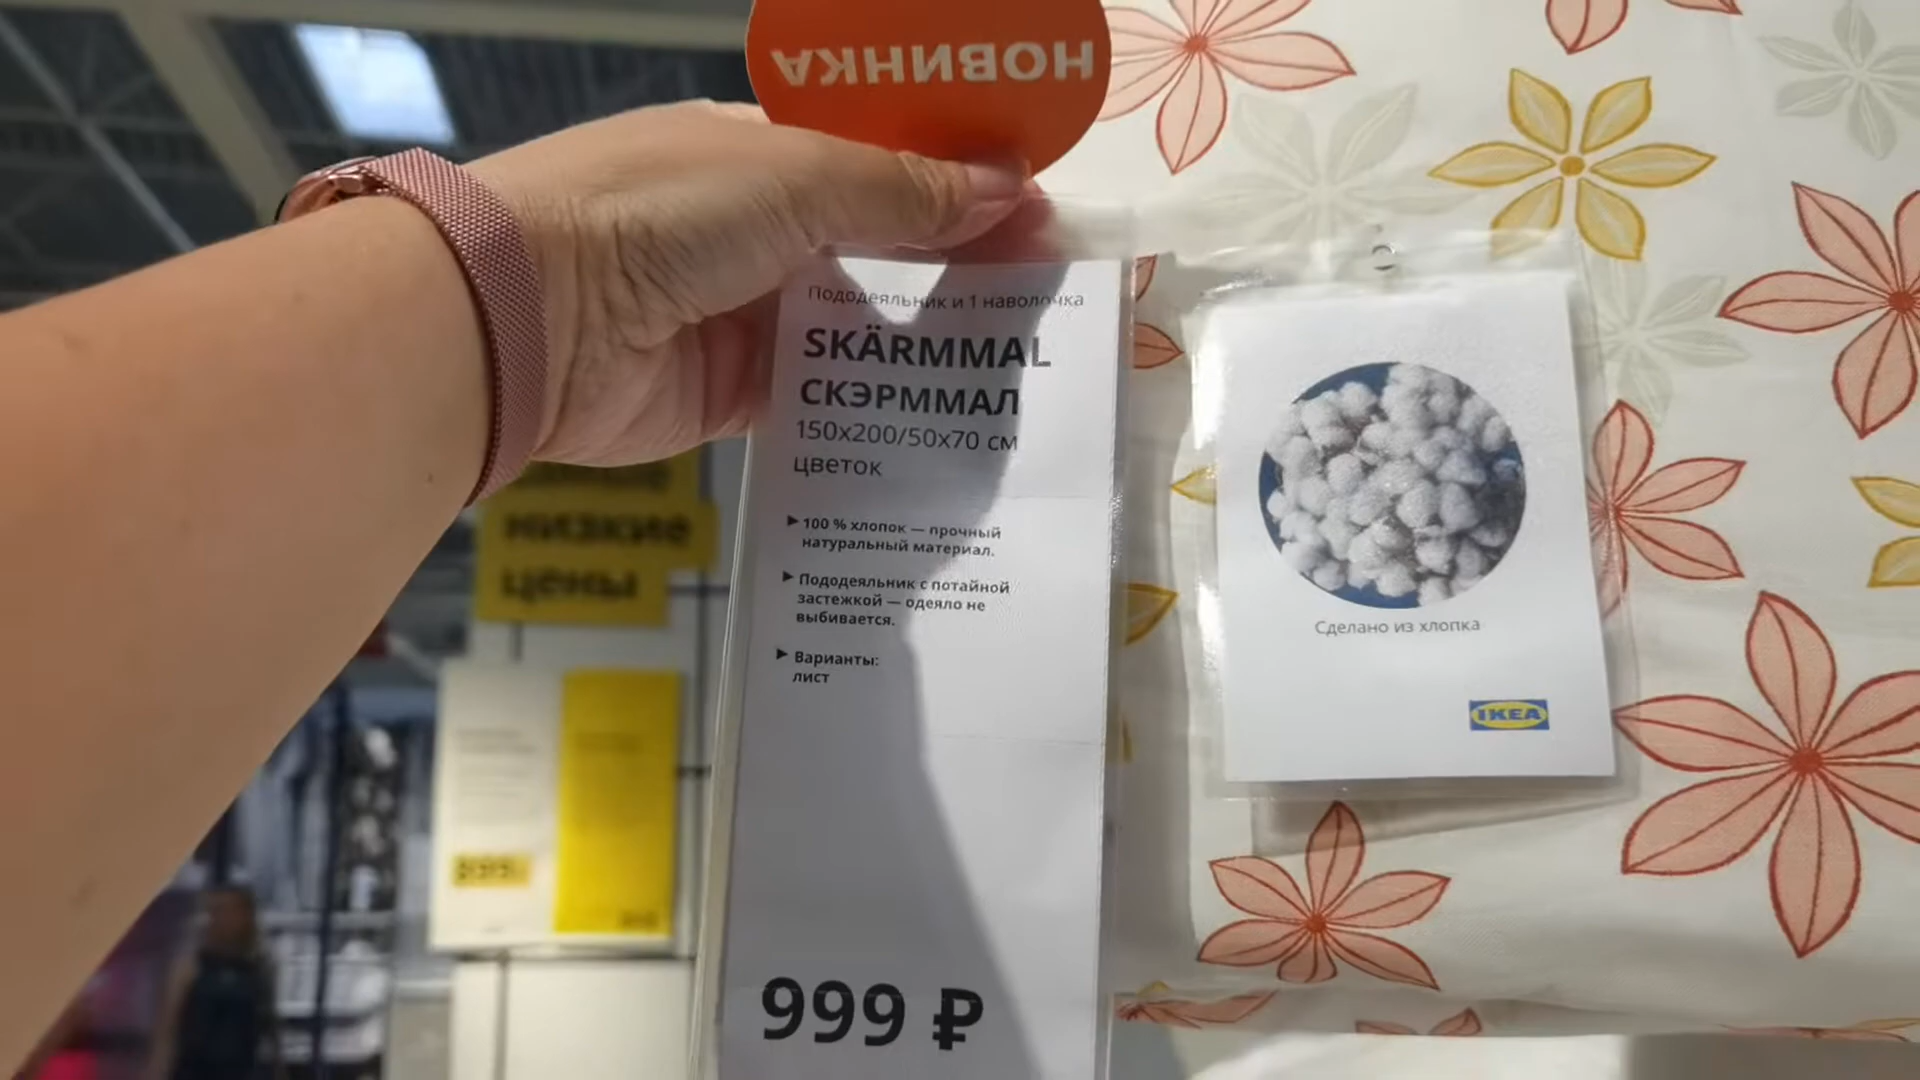 НОВИНКА
Пододеяльник и 1 наволочка
SKÄRMMAL
СКЭРММАЛ
150x200/50x70 см
цветок
▶ 100 % хлопок — прочный
натуральный материал.
▶ Пододеяльник с потайной
застежкой — одеяло не
выбивается.
▶ Варианты:
лист
999 ₽
Сделано из хлопка
IKEA
низкие
цены